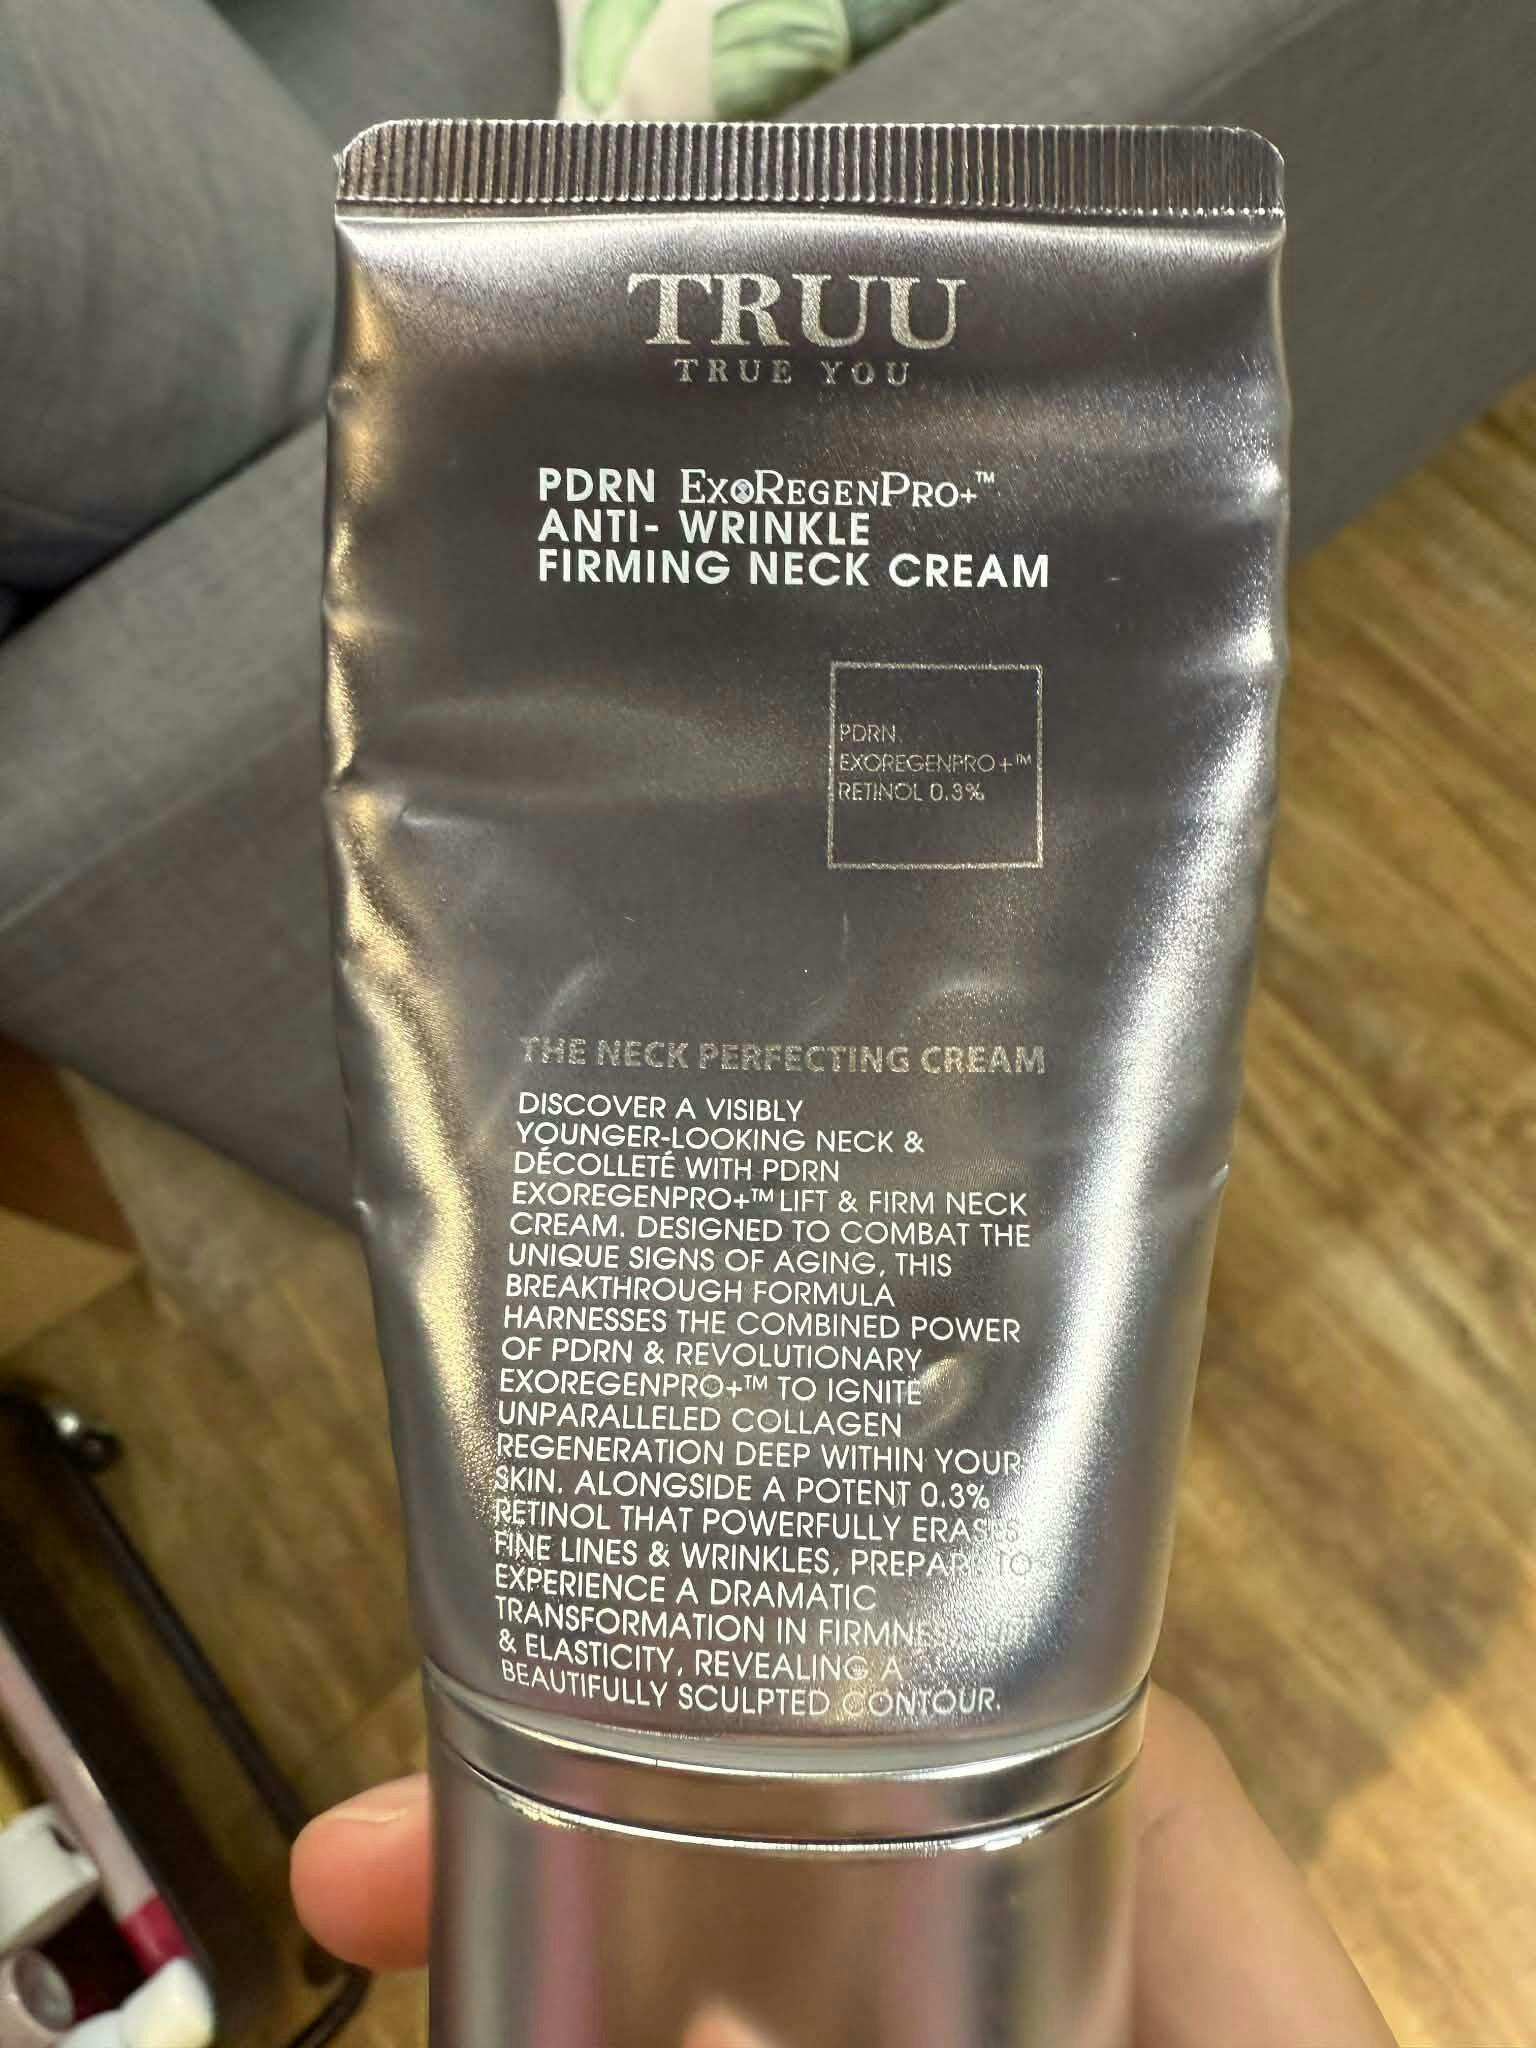 TRUU
TRUE YOU
PDRN EXOREGENPRO+™
ANTI- WRINKLE
FIRMING NECK CREAM
PDRN
EXOREGENPRO+™
RETINOL 0.3%
THE NECK PERFECTING CREAM
DISCOVER A VISIBLY
YOUNGER-LOOKING NECK &
DÉCOLLETÉ WITH PDRN
EXOREGENPRO+™ LIFT & FIRM NECK
CREAM. DESIGNED TO COMBAT THE
UNIQUE SIGNS OF AGING, THIS
BREAKTHROUGH FORMULA
HARNESSES THE COMBINED POWER
OF PDRN & REVOLUTIONARY
EXOREGENPRO+™ TO IGNITE
UNPARALLELED COLLAGEN
REGENERATION DEEP WITHIN YOUR
SKIN. ALONGSIDE A POTENT 0.3%
RETINOL THAT POWERFULLY ERASES
FINE LINES & WRINKLES, PREPARE TO
EXPERIENCE A DRAMATIC
TRANSFORMATION IN FIRMNESS,
& ELASTICITY, REVEALING A
BEAUTIFULLY SCULPTED CONTOUR.